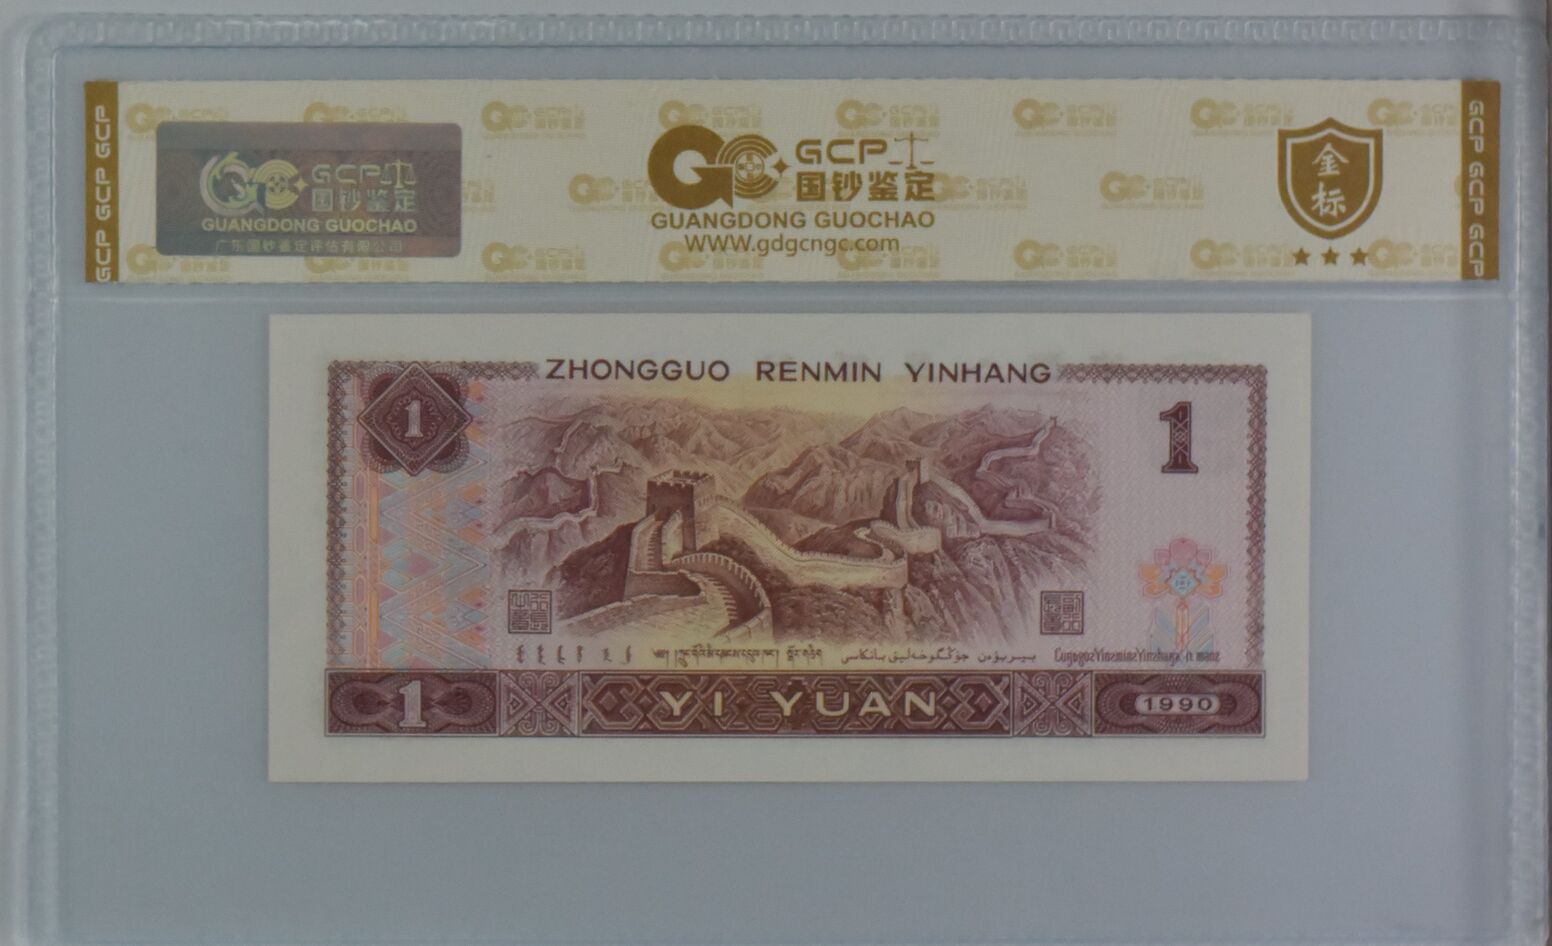 GCP GCP GCP
GCP
国钞鉴定
GUANGDONG GUOCHAO
广东国钞鉴定评估有限公司
GCP
国钞鉴定
GUANGDONG GUOCHAO
WWW.gdgcngc.com
金标
GCP GCP GCP
ZHONGGUO RENMIN YINHANG
1
1
1
YI YUAN
1990